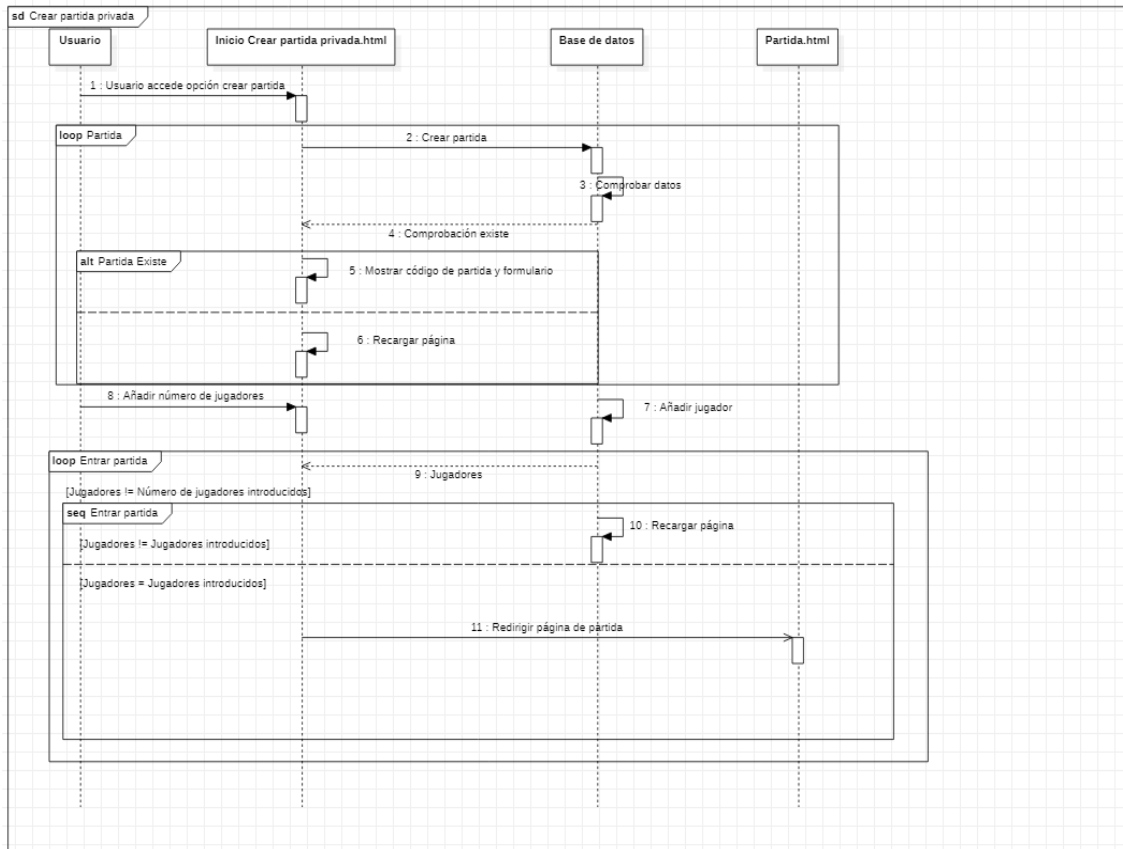 sd Crear partida privada
Usuario
Inicio Crear partida privada.html
Base de datos
Partida.html
1 : Usuario accede opción crear partida
loop Partida
2 : Crear partida
3 : Comprobar datos
4 : Comprobación existe
alt Partida Existe
5 : Mostrar código de partida y formulario
6 : Recargar página
8 : Añadir número de jugadores
7 : Añadir jugador
loop Entrar partida
9 : Jugadores
[Jugadores != Número de jugadores introducidos]
seq Entrar partida
10 : Recargar página
[Jugadores != Jugadores introducidos]
[Jugadores = Jugadores introducidos]
11 : Redirigir página de partida